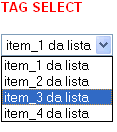 TAG SELECT
item_1 da lista
item_1 da lista
item_2 da lista
item_3 da lista
item_4 da lista